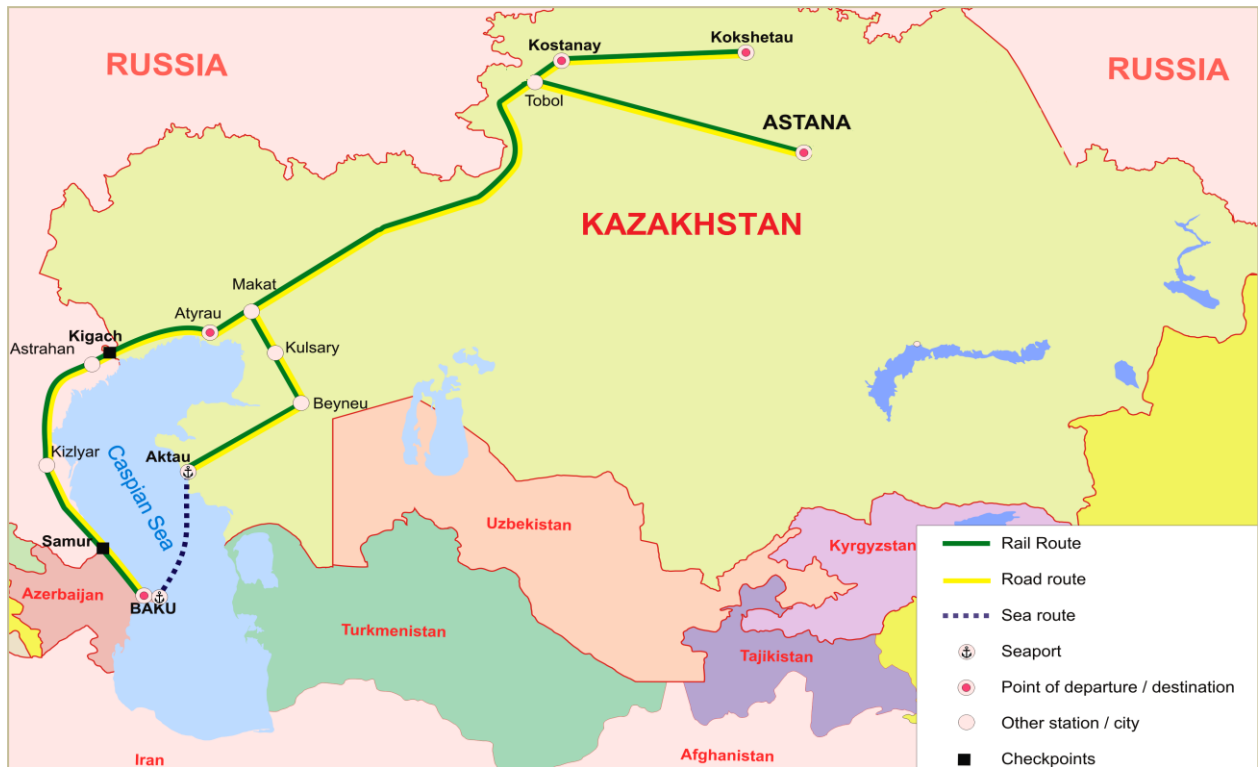 RUSSIA
RUSSIA
Kostanay
Kokshetau
Tobol
ASTANA
KAZAKHSTAN
Makat
Atyrau
Kigach
Astrahan
Kulsary
Beyneu
Kizlyar
Aktau
Caspian Sea
Samur
Uzbekistan
Kyrgyzstan
Azerbaijan
BAKU
Turkmenistan
Tajikistan
Iran
Afghanistan
Rail Route
Road route
Sea route
Seaport
Point of departure / destination
Other station / city
Checkpoints